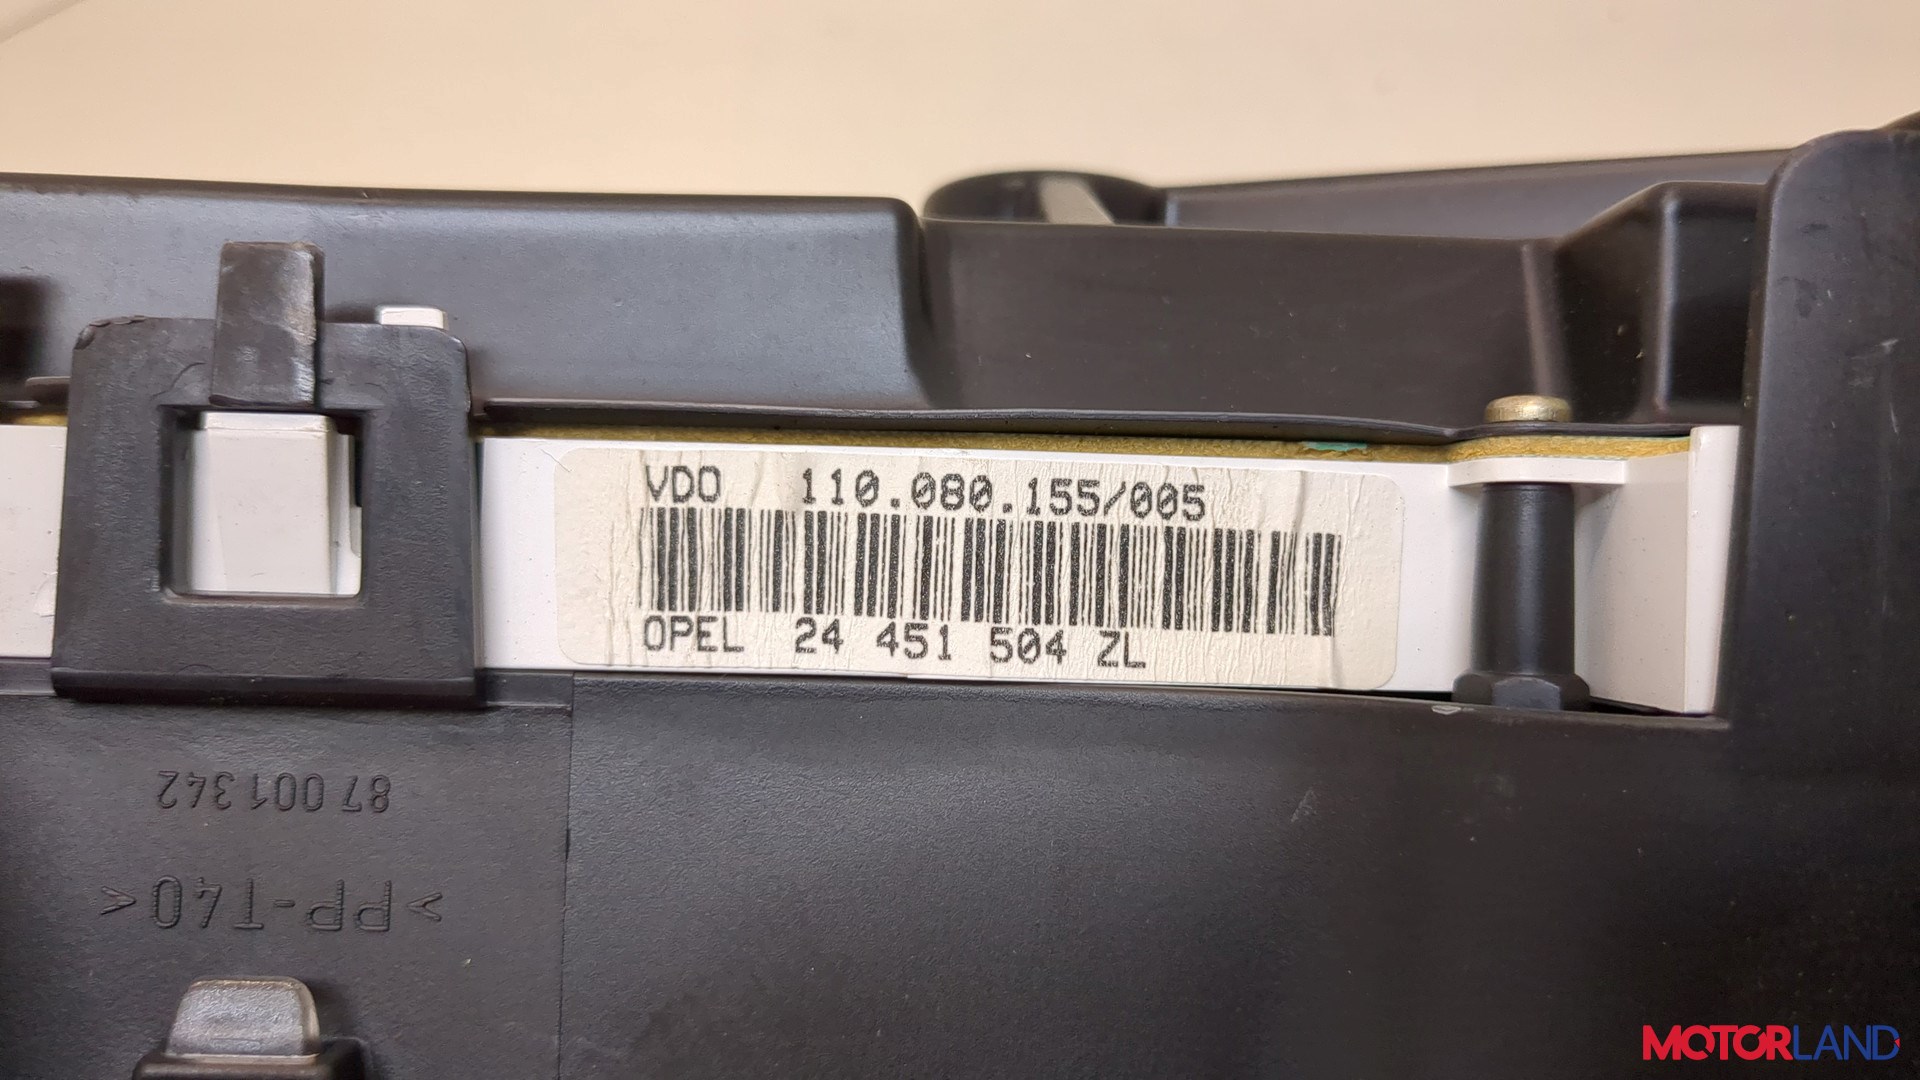 VDO 110.080.155/005
OPEL 24 451 504 ZL
87 001 342
>PP-T40<
MOTORLAND